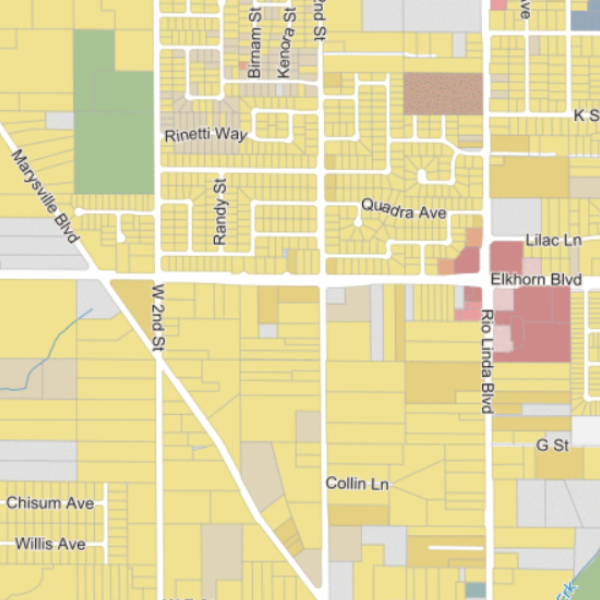 Birnam St
Kenora St
2nd St
Ave
K S
Rinetti Way
Marysville Blvd
Randy St
Quadra Ave
Lilac Ln
Elkhorn Blvd
W 2nd St
Rio Linda Blvd
G St
Collin Ln
Chisum Ave
Willis Ave